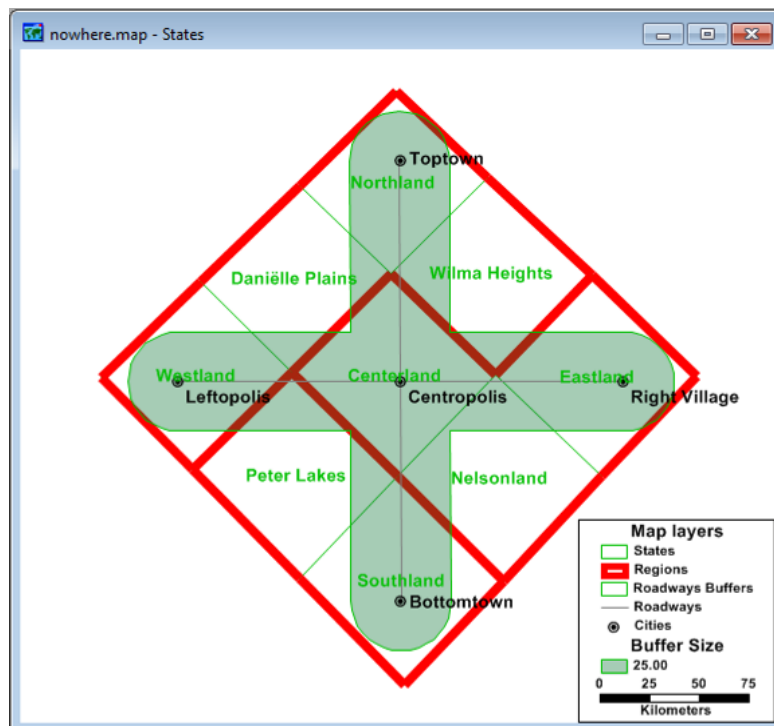 nowhere.map - States
Toptown
Northland
Daniëlle Plains
Wilma Heights
Westland
Centerland
Eastland
Leftopolis
Centropolis
Right Village
Peter Lakes
Nelsonland
Southland
Bottomtown
Map layers
States
Regions
Roadways Buffers
Roadways
Cities
Buffer Size
25.00
0 25 50 75
Kilometers